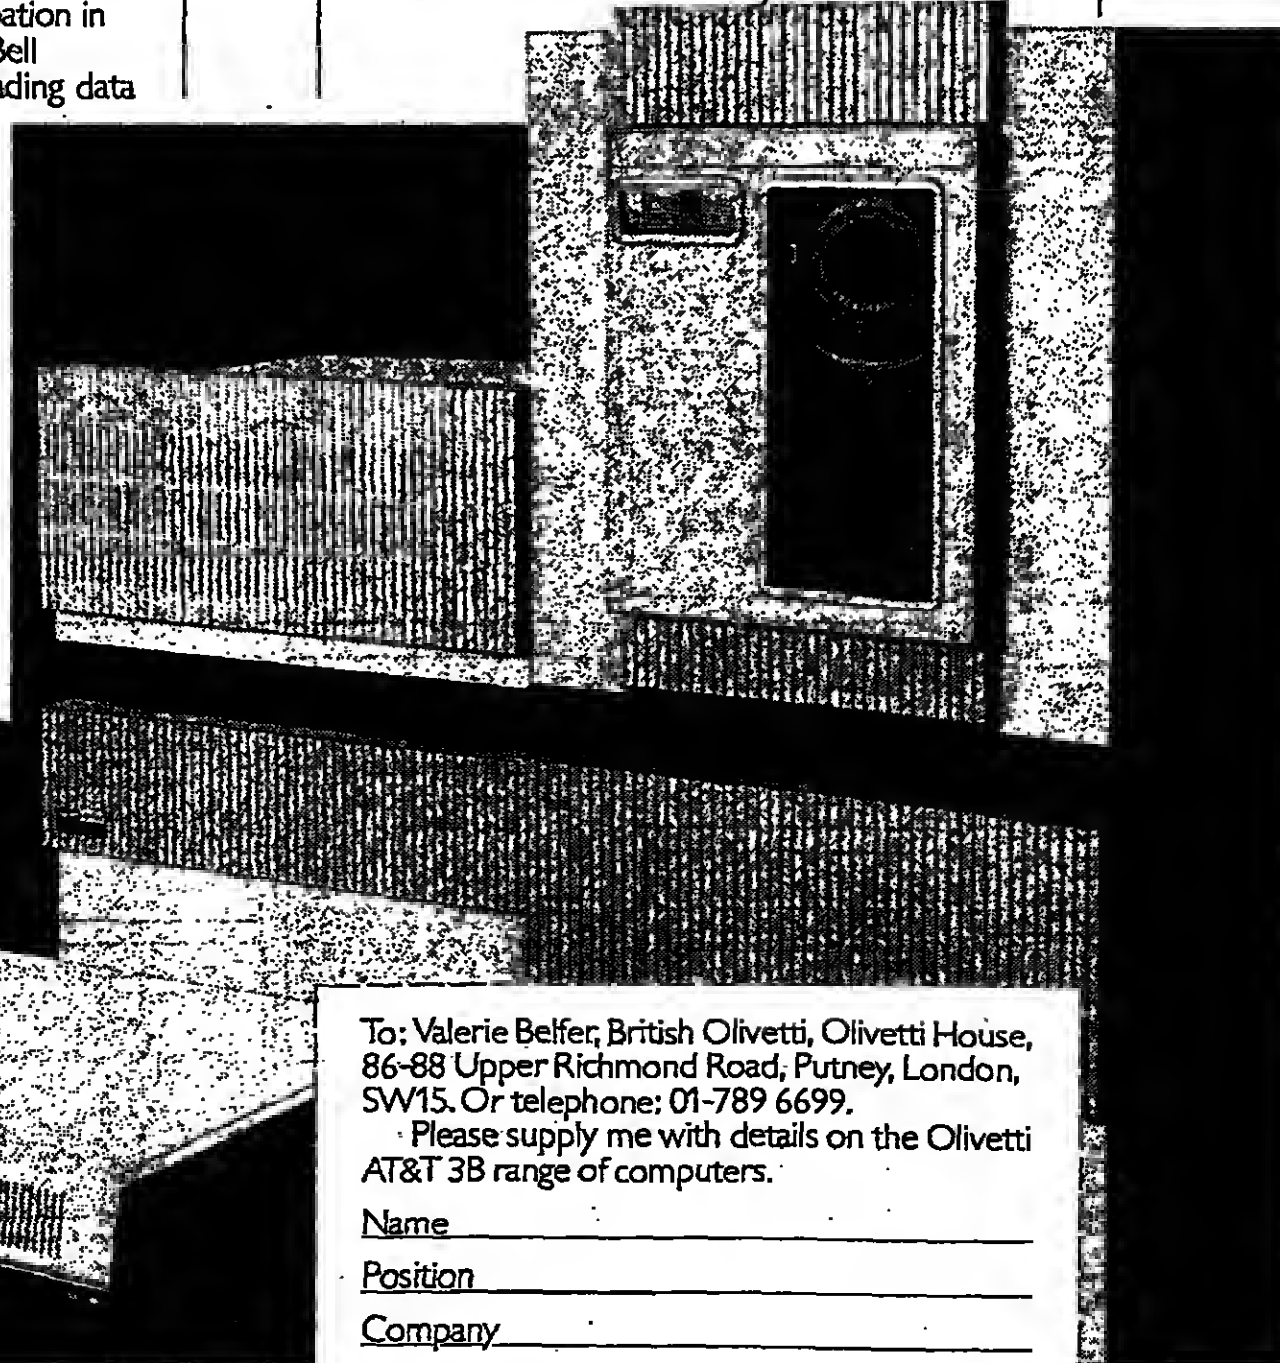 ation in
Bell
ding data
To: Valerie Belfer, British Olivetti, Olivetti House,
86-88 Upper Richmond Road, Putney, London,
SW15. Or telephone: 01-789 6699.
Please supply me with details on the Olivetti
AT&T 3B range of computers.
Name
Position
Company